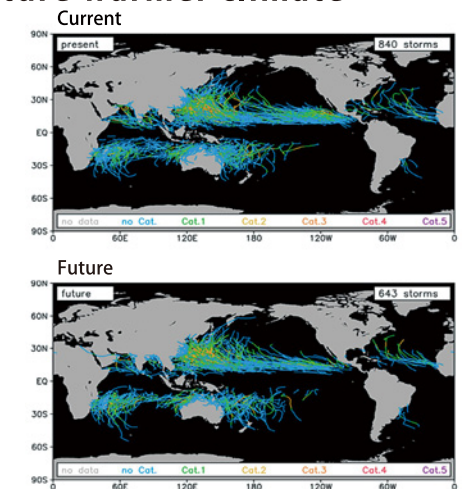 Current
present 840 storms
90N
60N
30N
EQ
30S
60S
90S
no data no Cat. Cat.1 Cat.2 Cat.3 Cat.4 Cat.5
0 60E 120E 180 120W 60W 0
Future
future 643 storms
90N
60N
30N
EQ
30S
60S
90S
no data no Cat. Cat.1 Cat.2 Cat.3 Cat.4 Cat.5
0 60E 120E 180 120W 60W 0